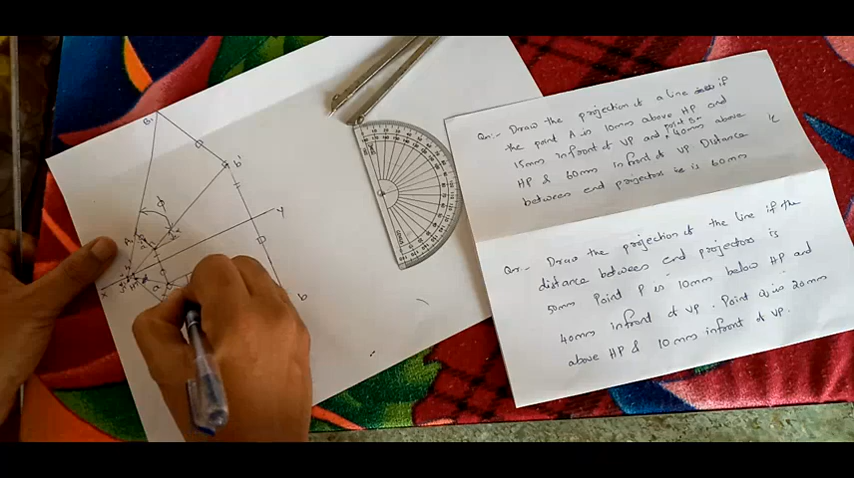 Qn:- Draw the projection of a line if
the point A is 10mm above HP and
15mm infront of VP and point B is 40mm above
HP & 60mm infront of VP. Distance
between end projectors is 60mm
Qn:- Draw the projection of the line if the
distance between end projectors is
50mm Point P is 10mm below HP and
40mm infront of VP. Point Q is 20mm
above HP & 10mm infront of VP.
B1
b'
y
A
x
a
b